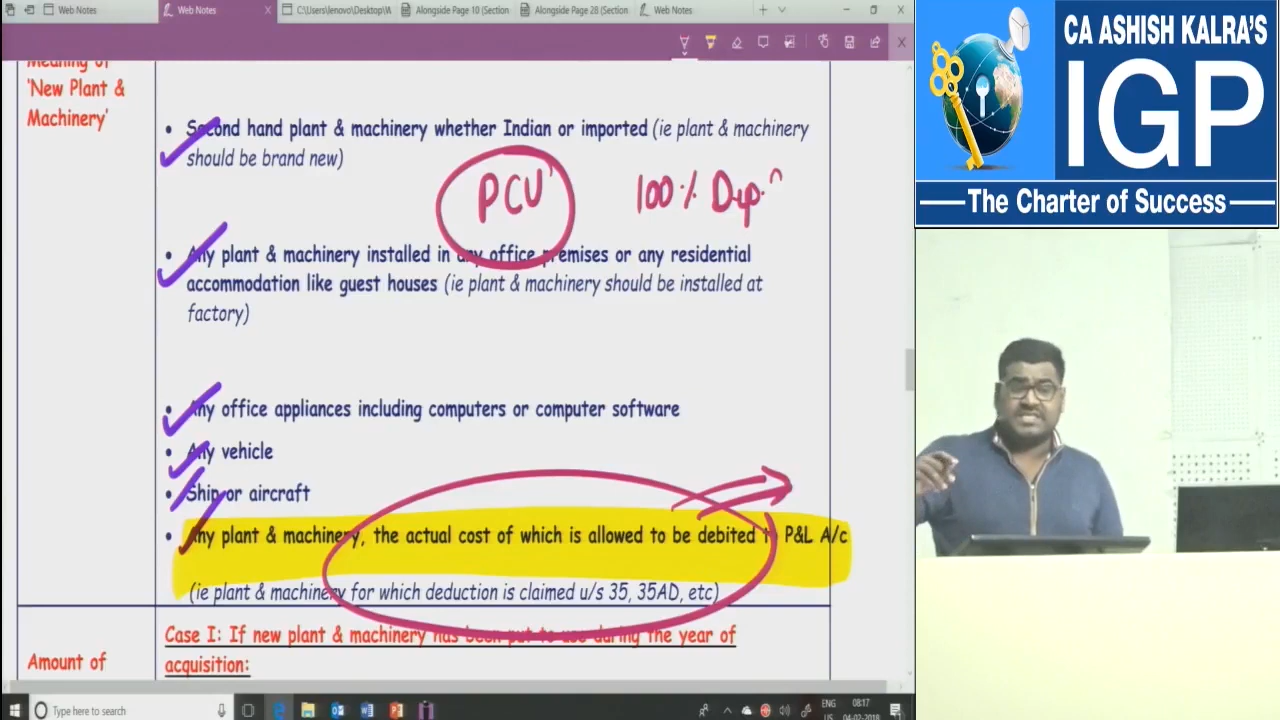 Web Notes
Web Notes
C:\Users\lenovo\Desktop\A
Alongside Page 10 (Section
Alongside Page 28 (Section
Web Notes
Meaning of
'New Plant &
Machinery'
• Second hand plant & machinery whether Indian or imported (ie plant & machinery
should be brand new)
PCU
100% Dep.n
• Any plant & machinery installed in any office premises or any residential
accommodation like guest houses (ie plant & machinery should be installed at
factory)
• Any office appliances including computers or computer software
• Any vehicle
• Ship or aircraft
• Any plant & machinery, the actual cost of which is allowed to be debited to P&L A/c
(ie plant & machinery for which deduction is claimed u/s 35, 35AD, etc)
Amount of
Case I: If new plant & machinery has been put to use during the year of
acquisition:
Type here to search
ENG
US
08:17
04-02-2018
CA ASHISH KALRA'S
IGP
The Charter of Success